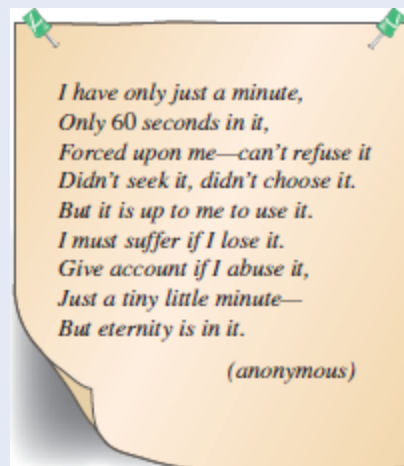 I have only just a minute,
Only 60 seconds in it,
Forced upon me—can't refuse it
Didn't seek it, didn't choose it.
But it is up to me to use it.
I must suffer if I lose it.
Give account if I abuse it,
Just a tiny little minute—
But eternity is in it.
(anonymous)